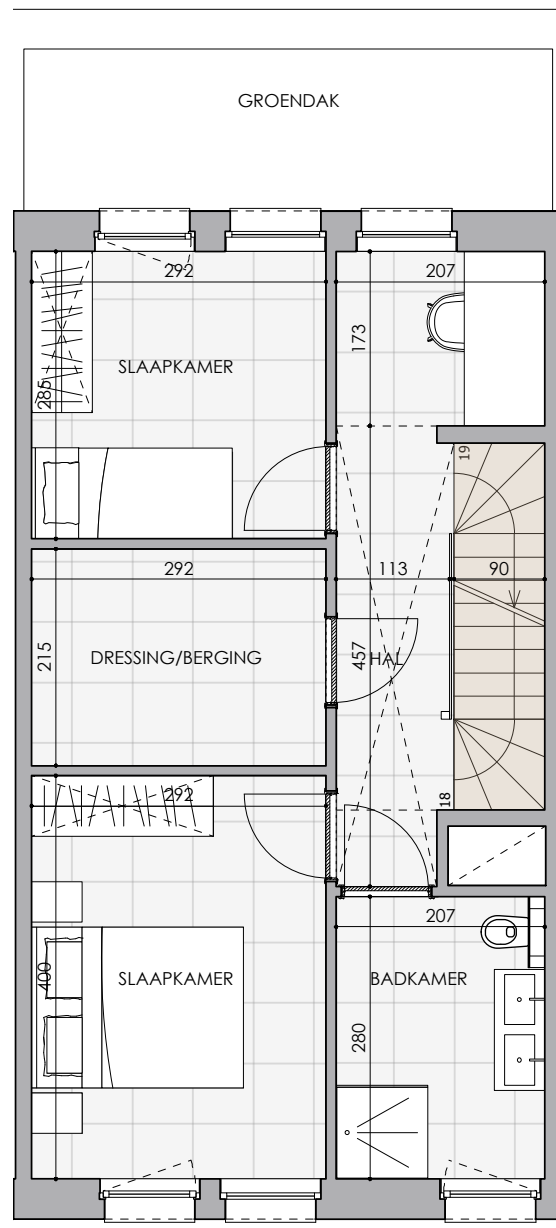 GROENDAK
292
207
173
SLAAPKAMER
285
19
292
113
90
215
DRESSING/BERGING
457
HAL
292
18
207
400
SLAAPKAMER
BADKAMER
280